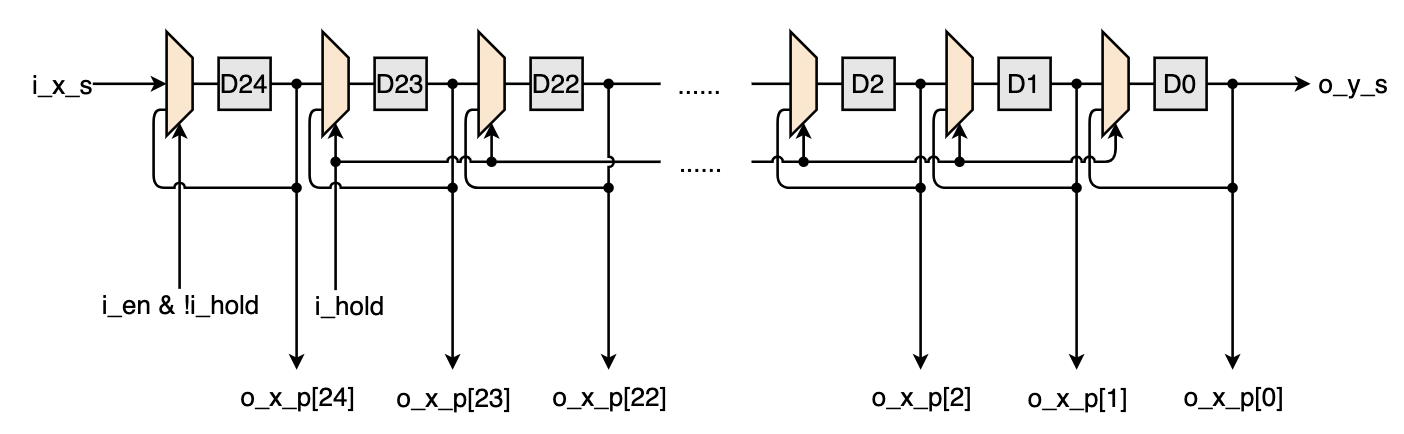 i_x_s
D24
D23
D22
......
D2
D1
D0
o_y_s
......
i_en & !i_hold
i_hold
o_x_p[24]
o_x_p[23]
o_x_p[22]
o_x_p[2]
o_x_p[1]
o_x_p[0]